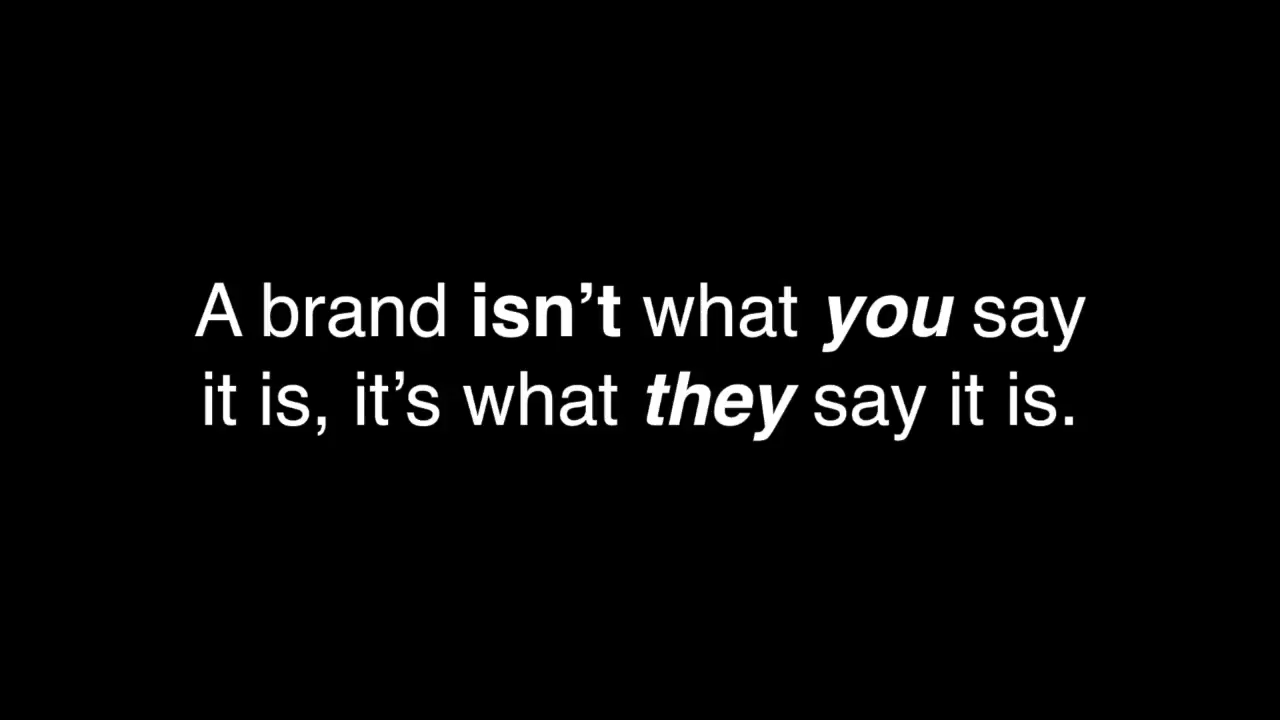 A brand isn’t what you say
it is, it’s what they say it is.